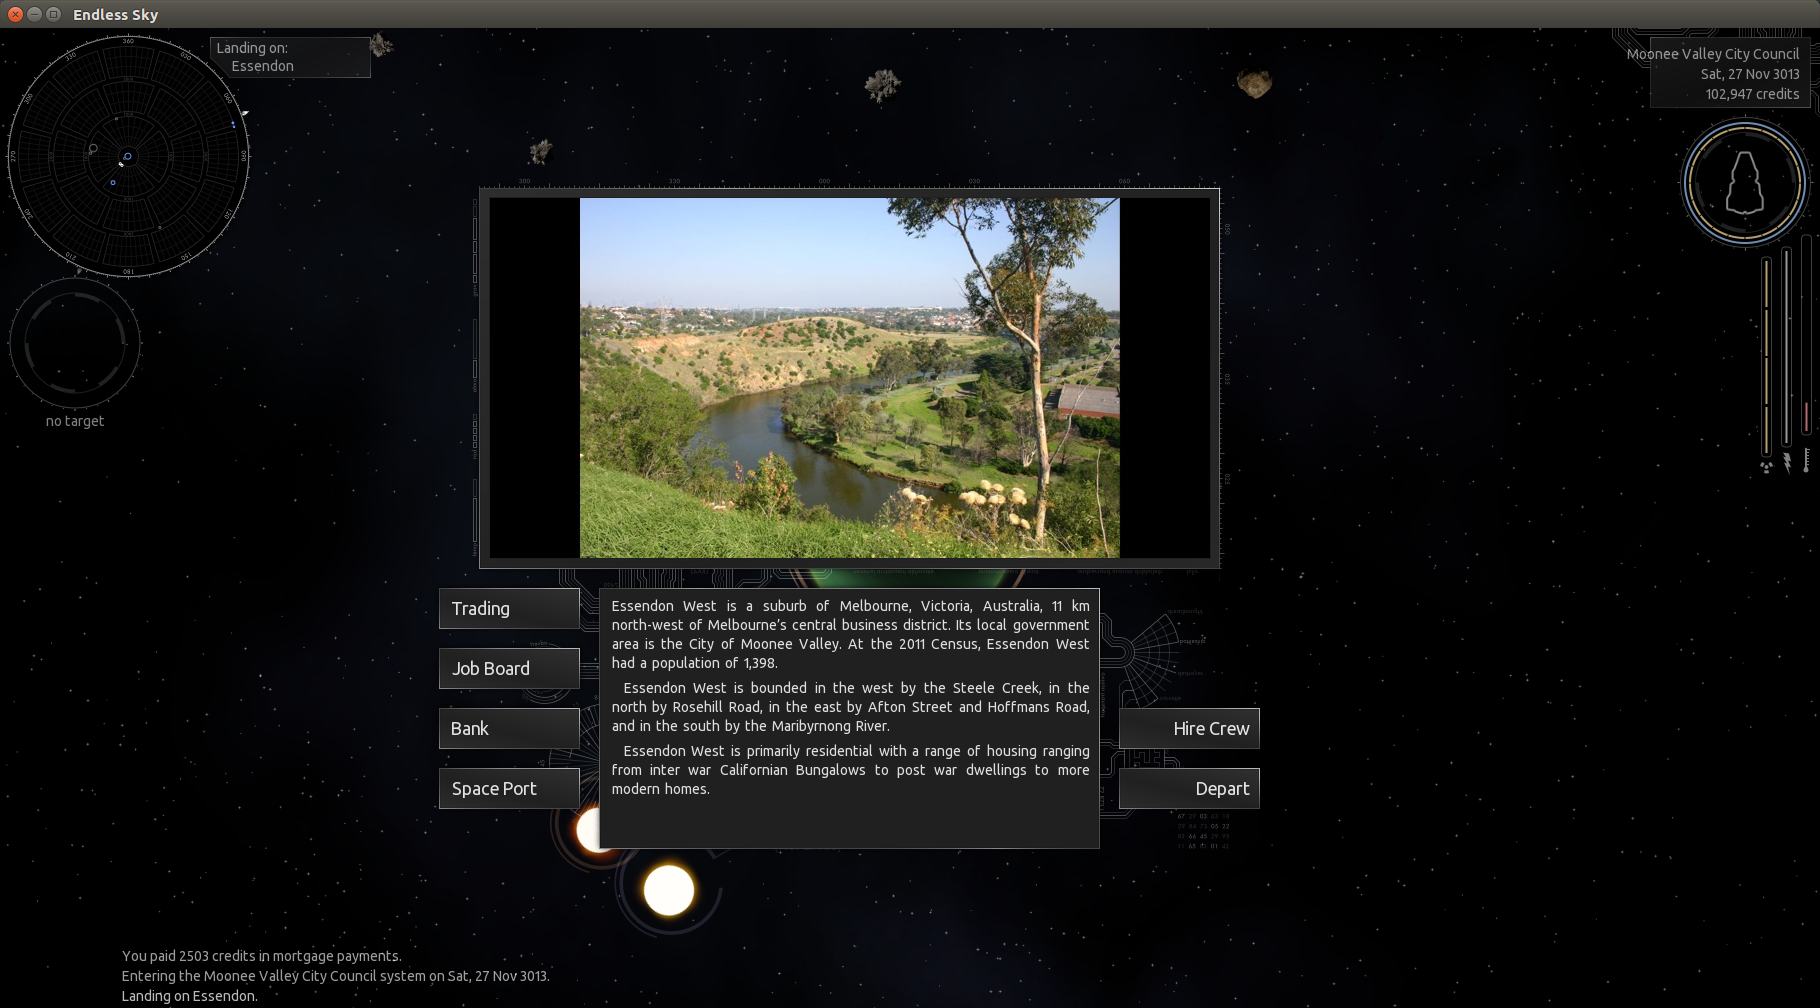 Endless Sky
Landing on:
Essendon
Moonee Valley City Council
Sat, 27 Nov 3013
102,947 credits
no target
Trading
Job Board
Bank
Space Port
Essendon West is a suburb of Melbourne, Victoria, Australia, 11 km
north-west of Melbourne's central business district. Its local government
area is the City of Moonee Valley. At the 2011 Census, Essendon West
had a population of 1,398.
Essendon West is bounded in the west by the Steele Creek, in the
north by Rosehill Road, in the east by Afton Street and Hoffmans Road,
and in the south by the Maribyrnong River.
Essendon West is primarily residential with a range of housing ranging
from inter war Californian Bungalows to post war dwellings to more
modern homes.
Hire Crew
Depart
You paid 2503 credits in mortgage payments.
Entering the Moonee Valley City Council system on Sat, 27 Nov 3013.
Landing on Essendon.